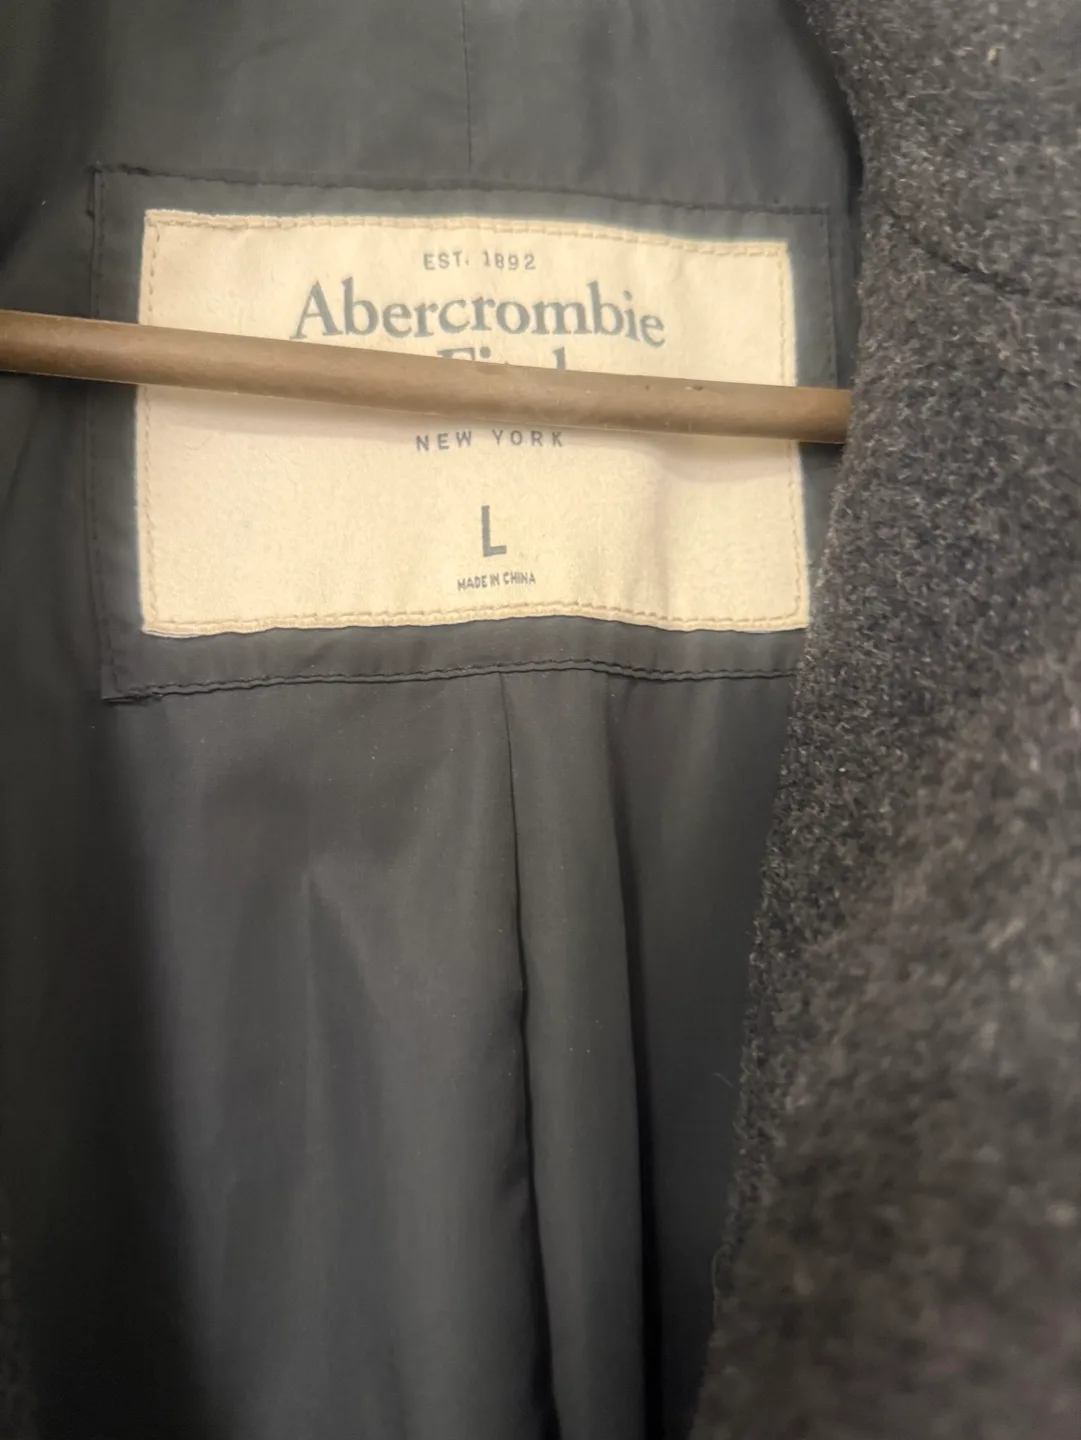 EST. 1892
Abercrombie
NEW YORK
L
MADE IN CHINA